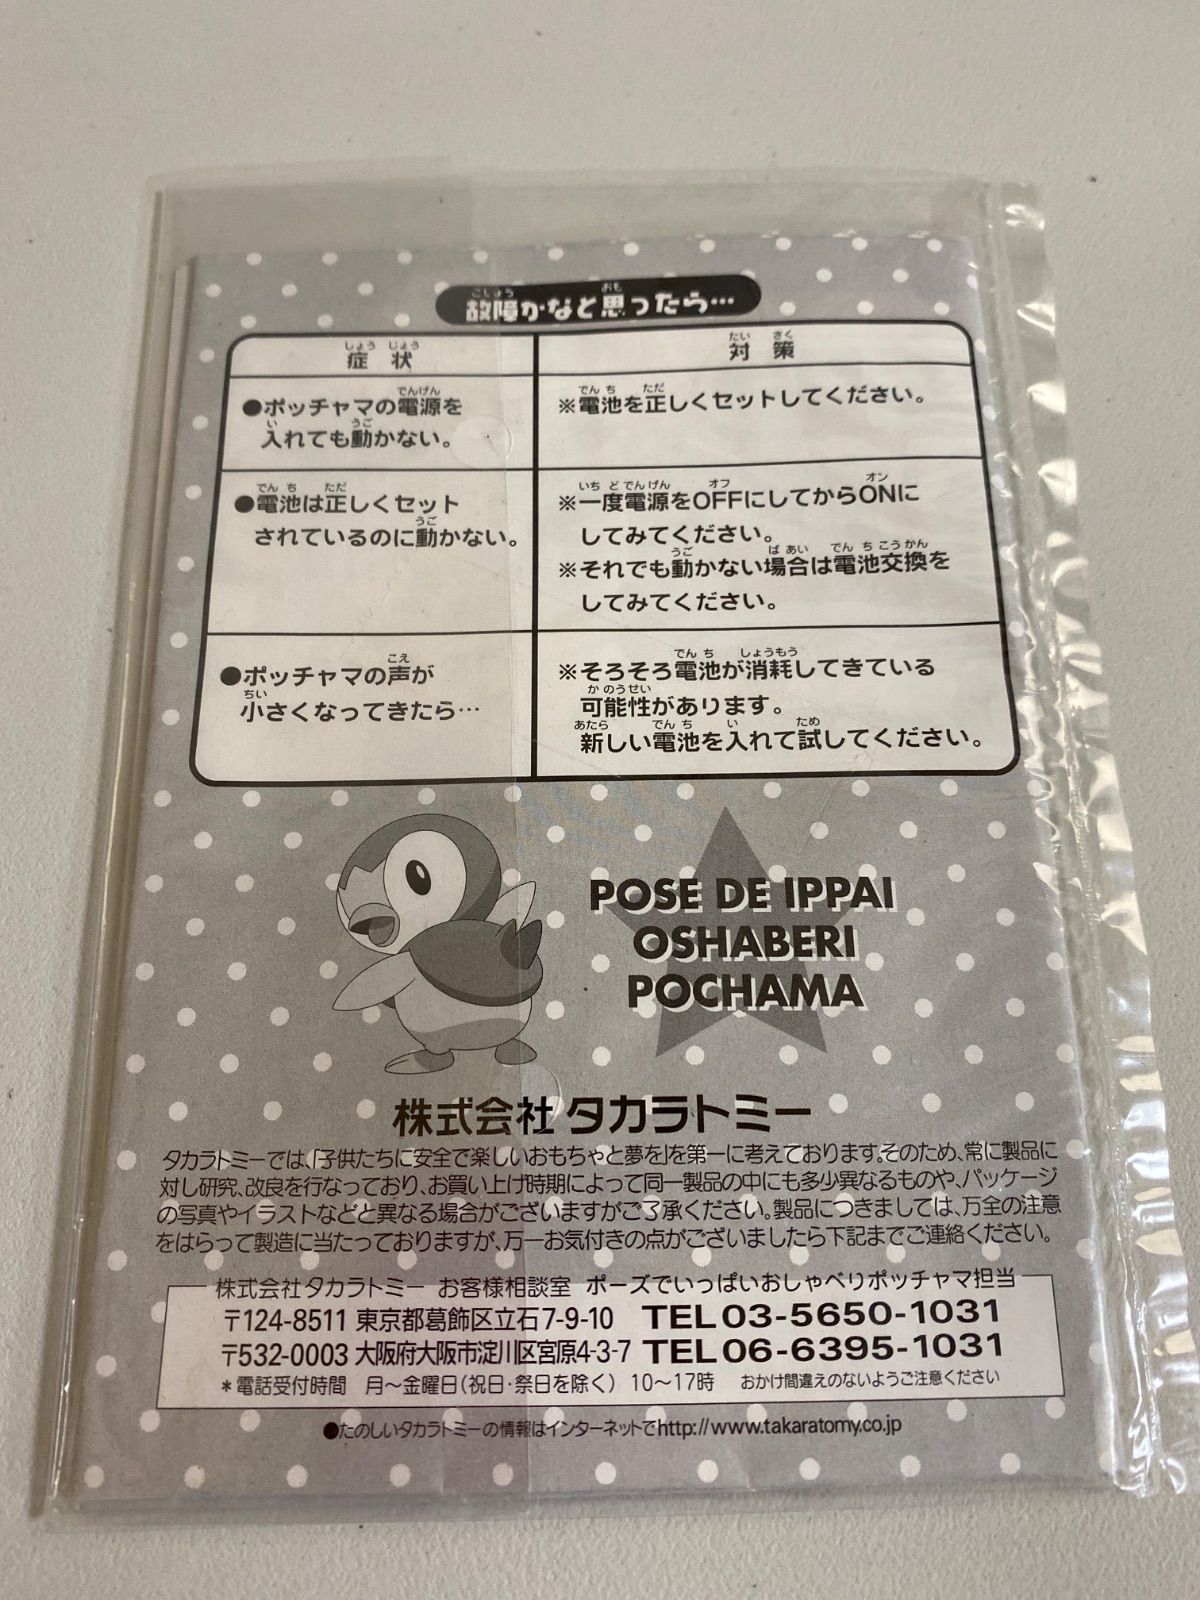 故障かなと思ったら…
症状
対策
●ポッチャマの電源を
入れても動かない。
※電池を正しくセットしてください。
●電池は正しくセット
されているのに動かない。
※一度電源をOFFにしてからONに
してみてください。
※それでも動かない場合は電池交換を
してみてください。
●ポッチャマの声が
小さくなってきたら…
※そろそろ電池が消耗してきている
可能性があります。
新しい電池を入れて試してください。
POSE DE IPPAI
OSHABERI
POCHAMA
株式会社 タカラトミー
タカラトミーでは、「子供たちに安全で楽しいおもちゃと夢を」を第一に考えております。そのため、常に製品に
対し研究、改良を行なっており、お買い上げ時期によって同一製品の中にも多少異なるものや、パッケージ
の写真やイラストなどと異なる場合がございますがご了承ください。製品につきましては、万全の注意
をはらって製造に当たっておりますが、万一お気付きの点がございましたら下記までご連絡ください。
株式会社タカラトミー お客様相談室 ポーズでいっぱいおしゃべりポッチャマ担当
〒124-8511 東京都葛飾区立石7-9-10 TEL03-5650-1031
〒532-0003 大阪府大阪市淀川区宮原4-3-7 TEL06-6395-1031
*電話受付時間 月~金曜日(祝日・祭日を除く) 10~17時 おかけ間違えのないようご注意ください
●たのしいタカラトミーの情報はインターネットでhttp://www.takaratomy.co.jp